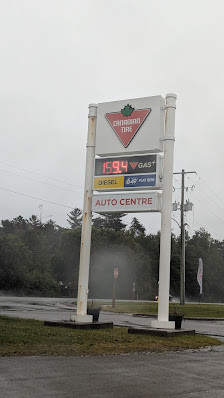 CANADIAN
TIRE
159.4 GAS+
DIESEL
AUTO CENTRE